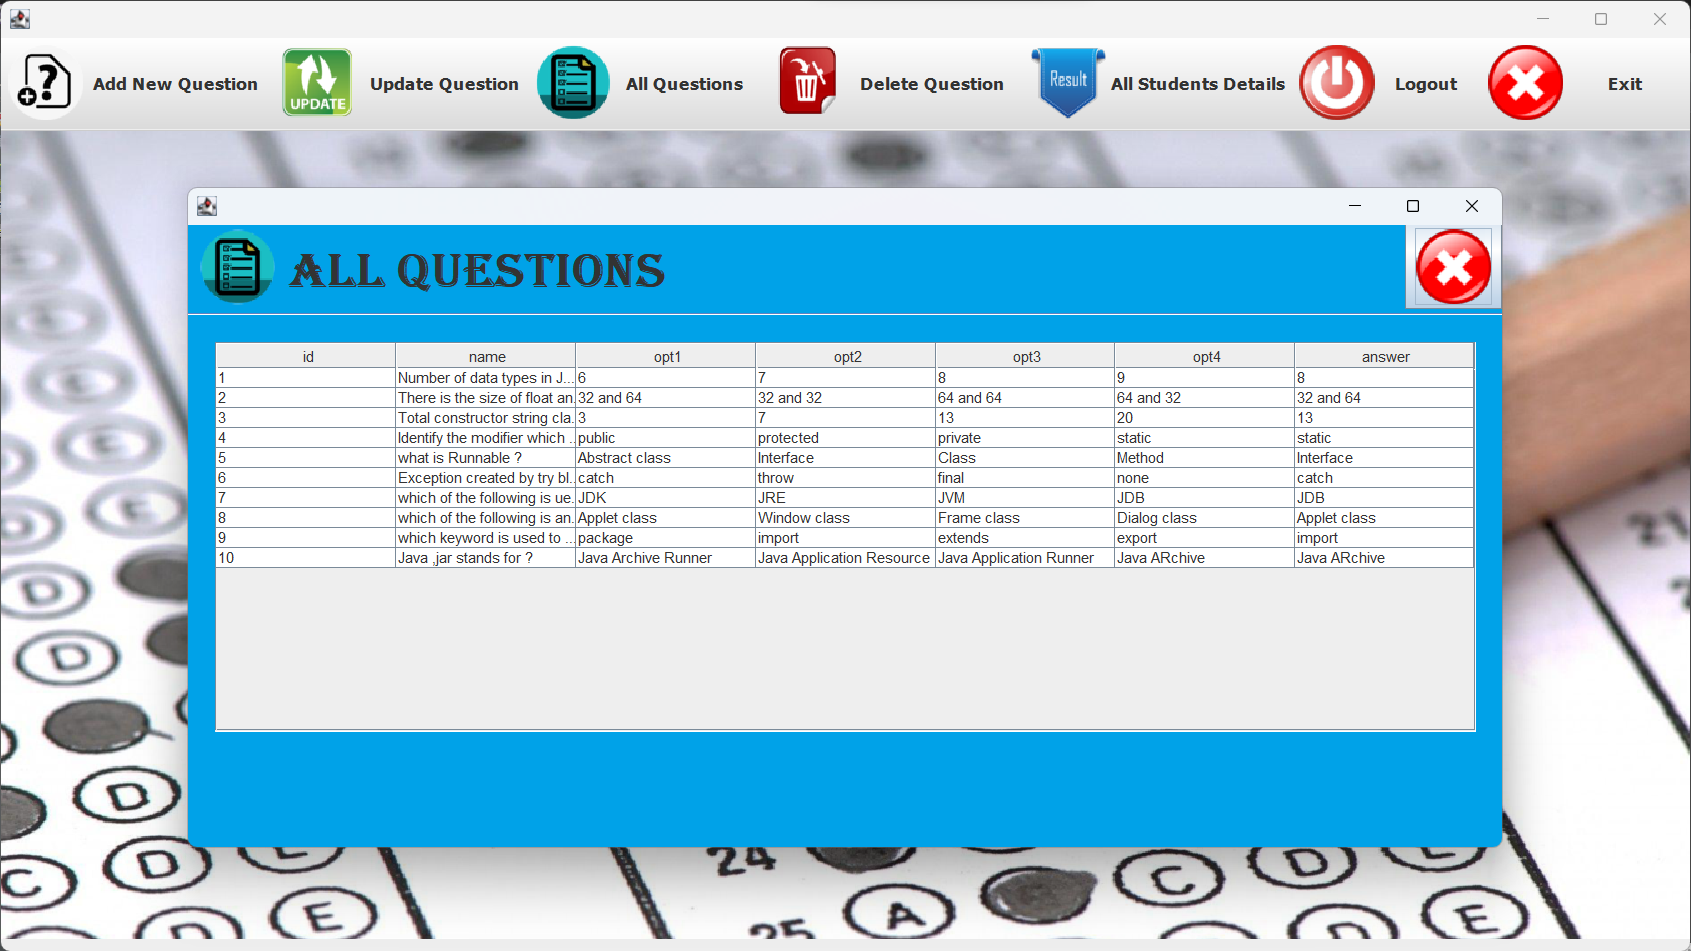 Add New Question UPDATE Update Question All Questions Delete Question Result All Students Details Logout Exit
ALL QUESTIONS
id name opt1 opt2 opt3 opt4 answer
1 Number of data types in J... 6 7 8 9 8
2 There is the size of float an. 32 and 64 32 and 32 64 and 64 64 and 32 32 and 64
3 Total constructor string cla. 3 7 13 20 13
4 Identify the modifier which .. public protected private static static
5 what is Runnable ? Abstract class Interface Class Method Interface
6 Exception created by try bl.. catch throw final none catch
7 which of the following is ue. JDK JRE JVM JDB JDB
8 which of the following is an. Applet class Window class Frame class Dialog class Applet class
9 which keyword is used to ... package import extends export import
10 Java ,jar stands for ? Java Archive Runner Java Application Resource Java Application Runner Java ARchive Java ARchive
D
D
D
D L 24 C D L
C E 25 A D E